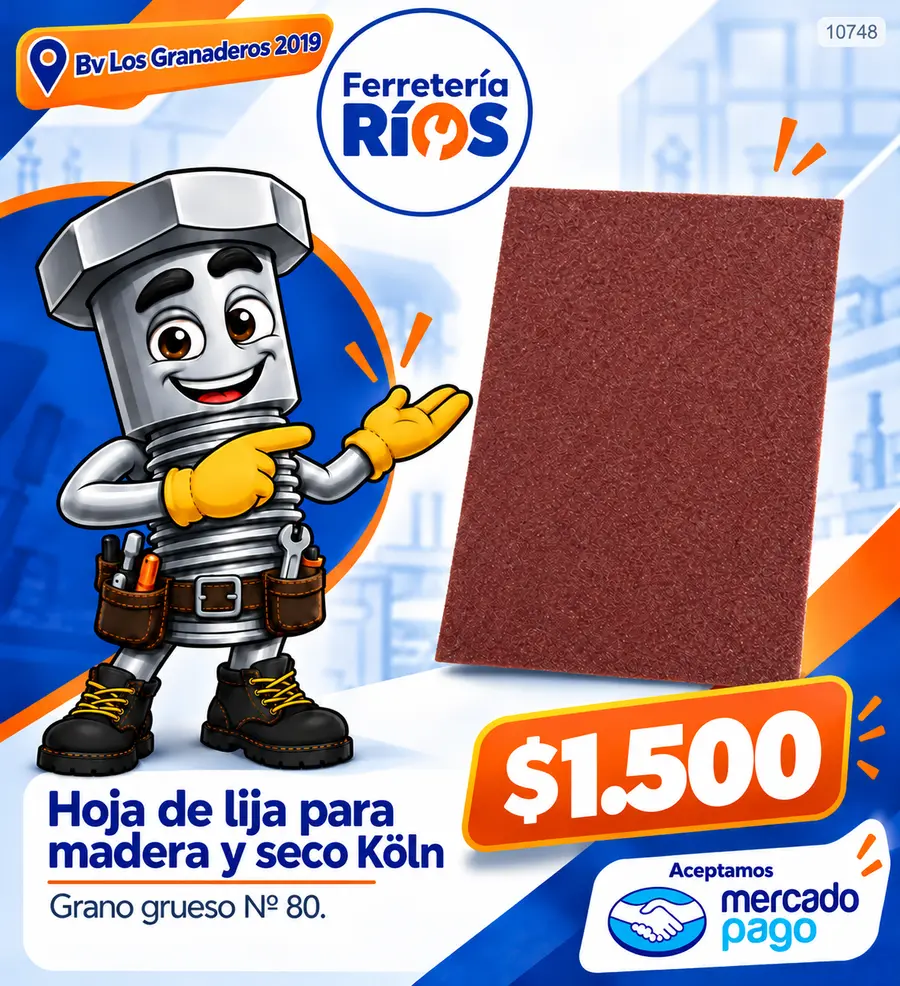 Bv Los Granaderos 2019
Ferretería
RÍOS
10748
$1.500
Hoja de lija para
madera y seco Köln
Grano grueso Nº 80.
Aceptamos
mercado
pago